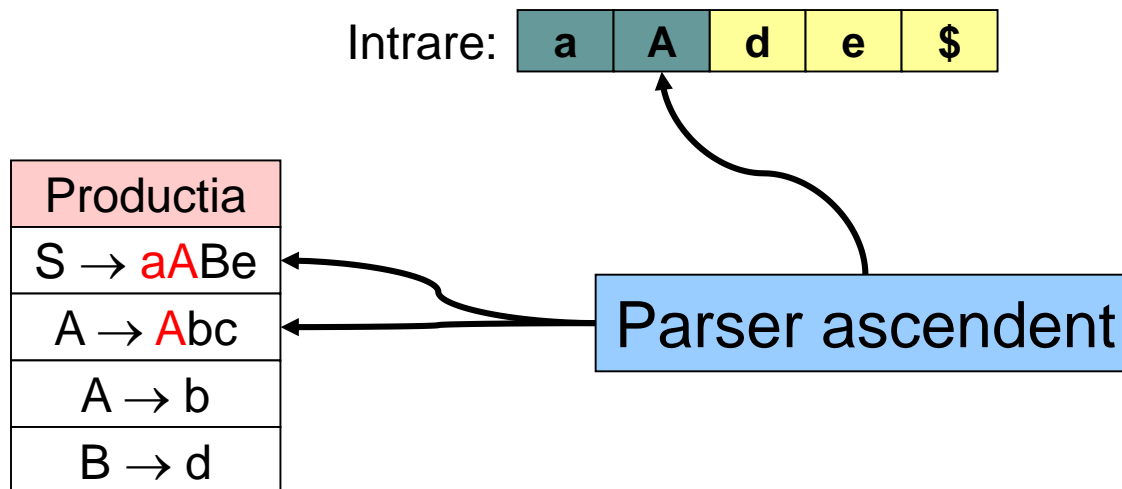 Intrare: a A d e $
Productia
S → aABe
A → Abc
Parser ascendent
A → b
B → d